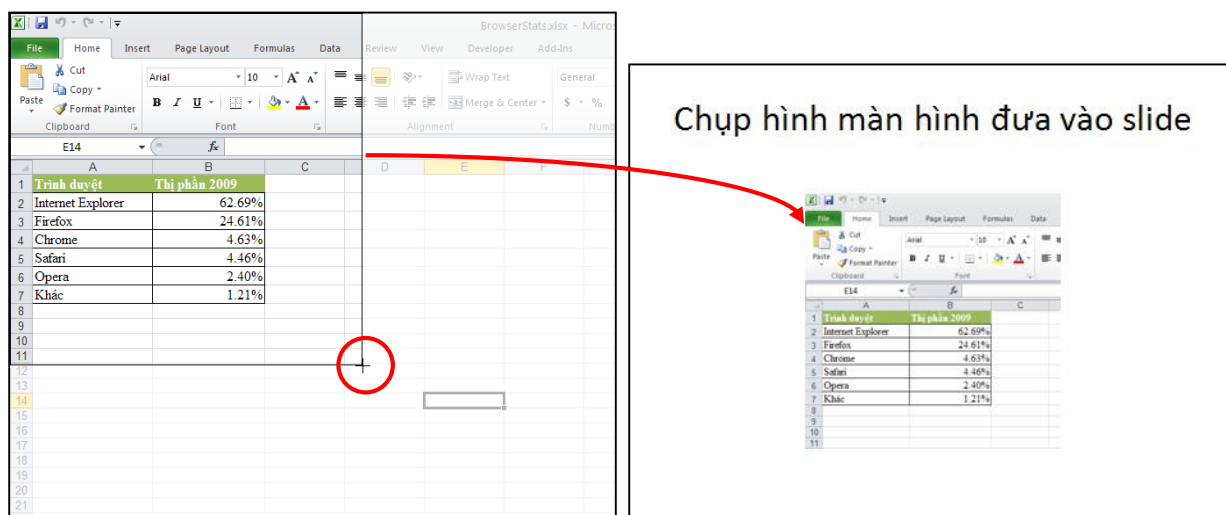 BrowserStats.xlsx - Micros
File Home Insert Page Layout Formulas Data Review View Developer Add-Ins
Cut
Copy
Format Painter
Paste
Arial 10 A A Wrap Text General
B I U A Merge & Center $ %
Clipboard Font Alignment Numb
E14 fx
A B C D E F
1 Trình duyệt Thị phần 2009
2 Internet Explorer 62.69%
3 Firefox 24.61%
4 Chrome 4.63%
5 Safari 4.46%
6 Opera 2.40%
7 Khác 1.21%
8
9
10
11
12
13
14
15
16
17
18
19
20
21
Chụp hình màn hình đưa vào slide
File Home Insert Page Layout Formulas Data
Cut
Copy
Format Painter
Paste
Arial 10 A A
B I U A
Clipboard Font
E14 fx
A B C
1 Trình duyệt Thị phần 2009
2 Internet Explorer 62.69%
3 Firefox 24.61%
4 Chrome 4.63%
5 Safari 4.46%
6 Opera 2.40%
7 Khác 1.21%
8
9
10
11